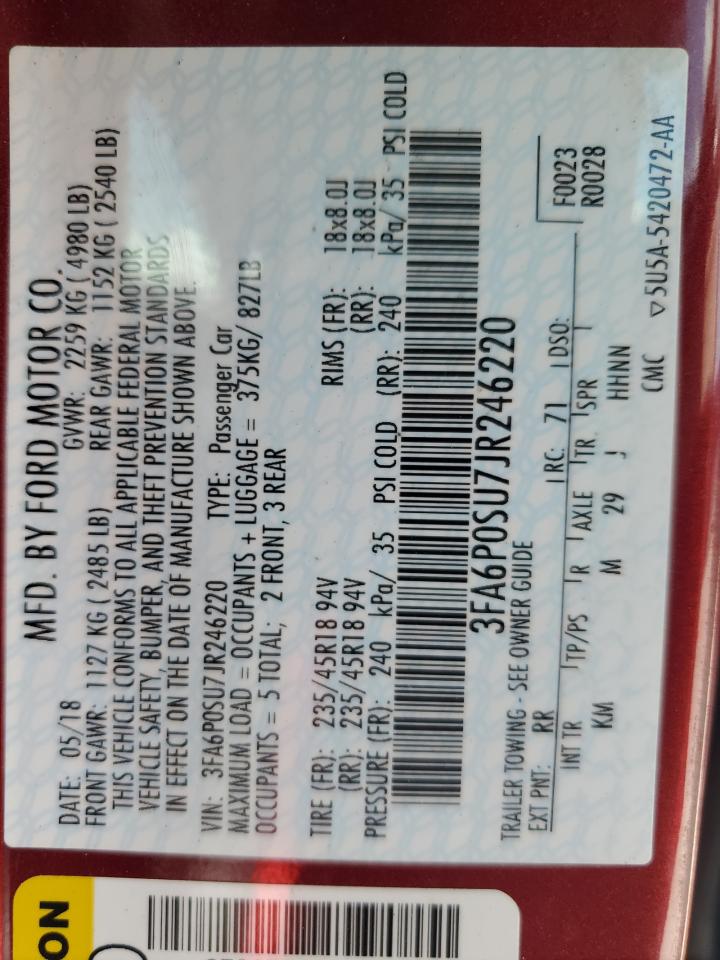 MFD. BY FORD MOTOR CO.
DATE: 05/18 GVWR: 2259 KG ( 4980 LB)
FRONT GAWR: 1127 KG ( 2485 LB) REAR GAWR: 1152 KG ( 2540 LB)
THIS VEHICLE CONFORMS TO ALL APPLICABLE FEDERAL MOTOR
VEHICLE SAFETY, BUMPER, AND THEFT PREVENTION STANDARDS
IN EFFECT ON THE DATE OF MANUFACTURE SHOWN ABOVE.
VIN: 3FA6P0SU7JR246220 TYPE: Passenger Car
MAXIMUM LOAD = OCCUPANTS + LUGGAGE = 375KG/ 827LB
OCCUPANTS = 5 TOTAL; 2 FRONT, 3 REAR
TIRE (FR): 235/45R18 94V RIMS (FR): 18x8.0J
(RR): 235/45R18 94V (RR): 18x8.0J
PRESSURE (FR): 240 kPa/ 35 PSI COLD (RR): 240 kPa/ 35 PSI COLD
3FA6P0SU7JR246220
TRAILER TOWING - SEE OWNER GUIDE
EXT PNT: RR RC: 71 DSO: F0023
INT TR TP/PS R AXLE TR SPR R0028
KM M 29 J HHNN
CMC ▽5U5A-5420472-AA
ON